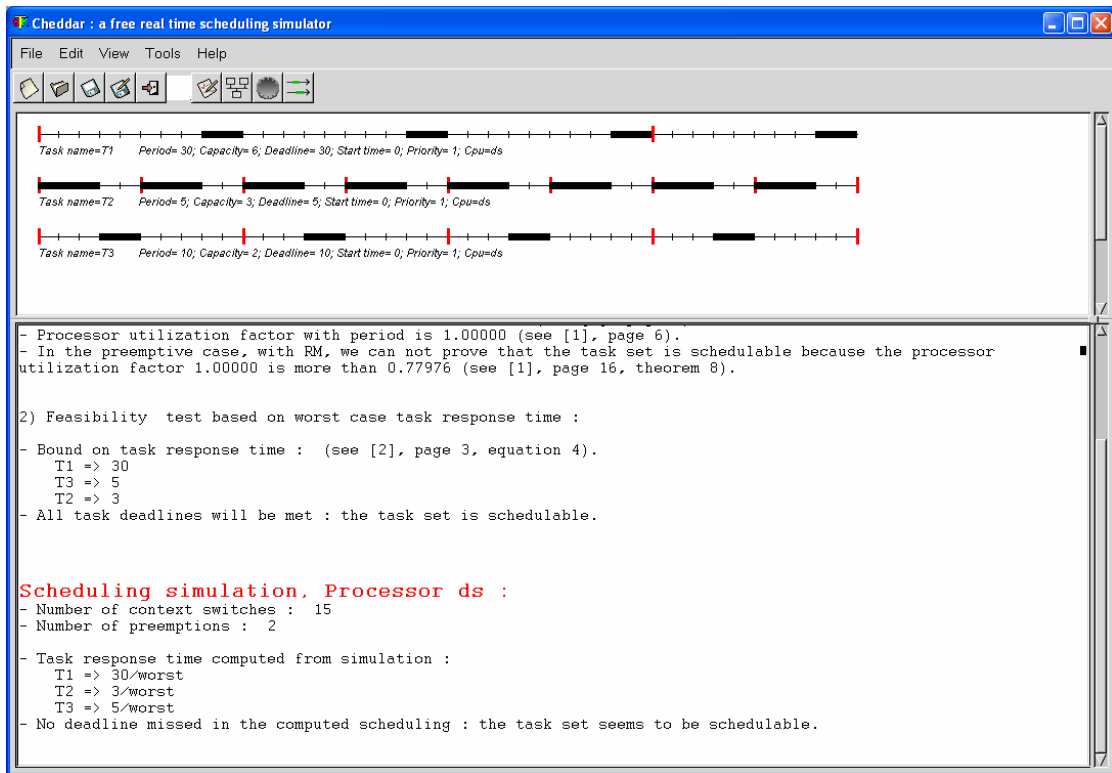 Cheddar : a free real time scheduling simulator
File Edit View Tools Help
Task name=T1 Period= 30; Capacity= 6; Deadline= 30; Start time= 0; Priority= 1; Cpu=ds
Task name=T2 Period= 5; Capacity= 3; Deadline= 5; Start time= 0; Priority= 1; Cpu=ds
Task name=T3 Period= 10; Capacity= 2; Deadline= 10; Start time= 0; Priority= 1; Cpu=ds
- Processor utilization factor with period is 1.00000 (see [1], page 6).
- In the preemptive case, with RM, we can not prove that the task set is schedulable because the processor
utilization factor 1.00000 is more than 0.77976 (see [1], page 16, theorem 8).
2) Feasibility test based on worst case task response time :
- Bound on task response time : (see [2], page 3, equation 4).
T1 => 30
T3 => 5
T2 => 3
- All task deadlines will be met : the task set is schedulable.
Scheduling simulation, Processor ds :
- Number of context switches : 15
- Number of preemptions : 2
- Task response time computed from simulation :
T1 => 30/worst
T2 => 3/worst
T3 => 5/worst
- No deadline missed in the computed scheduling : the task set seems to be schedulable.